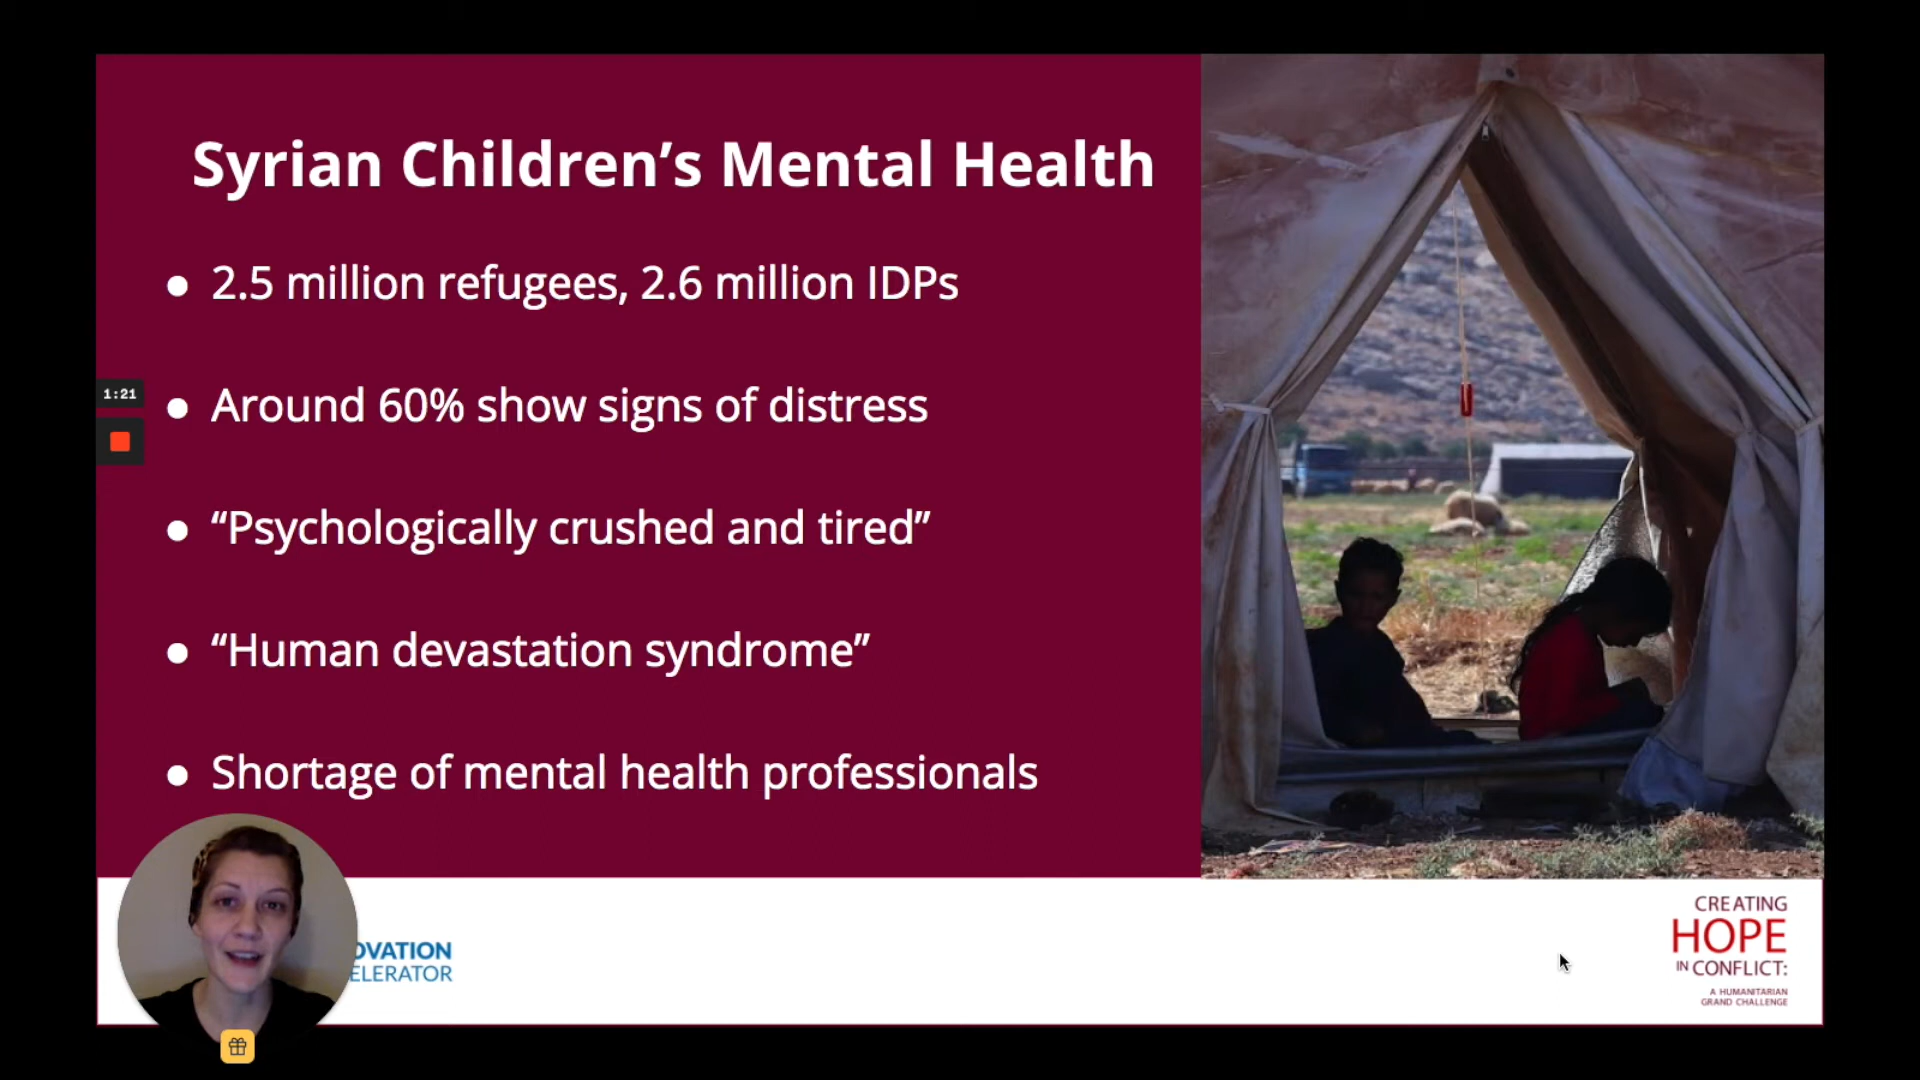 Syrian Children’s Mental Health
● 2.5 million refugees, 2.6 million IDPs
● Around 60% show signs of distress
● “Psychologically crushed and tired”
● “Human devastation syndrome”
● Shortage of mental health professionals
1:21
OVATION
ELERATOR
CREATING
HOPE
IN CONFLICT:
A HUMANITARIAN
GRAND CHALLENGE